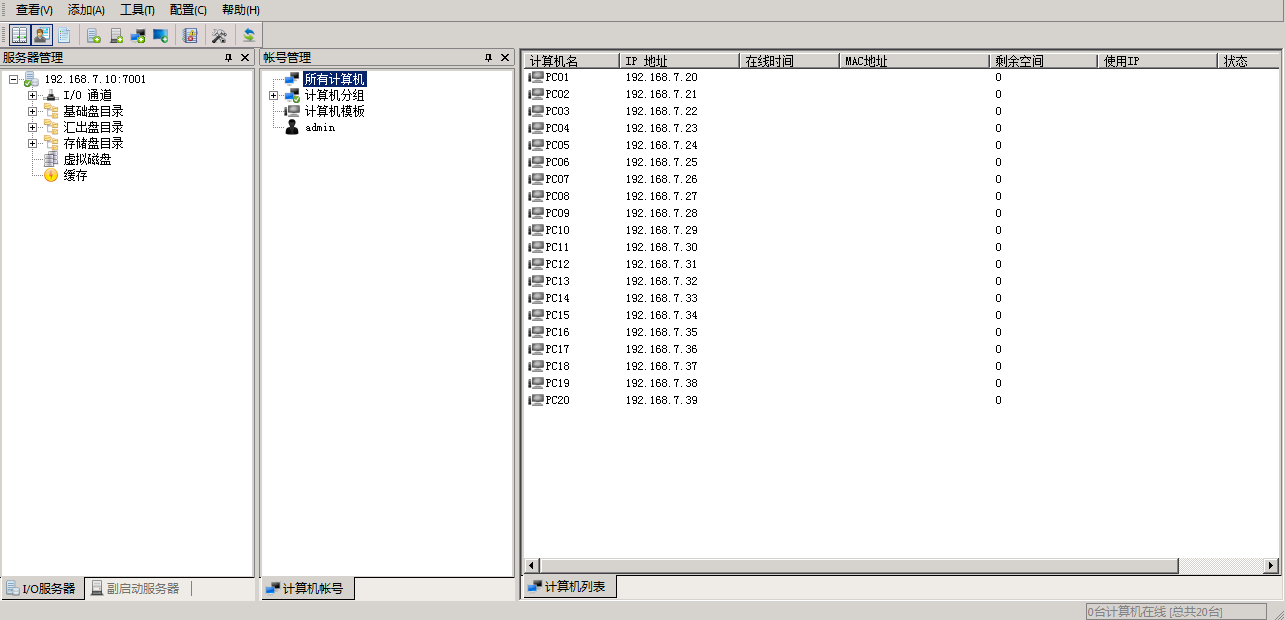 查看(V) 添加(A) 工具(T) 配置(C) 帮助(H)
服务器管理
192.168.7.10:7001
I/O 通道
基础盘目录
汇出盘目录
存储盘目录
虚拟磁盘
缓存
I/O服务器 副启动服务器
帐号管理
所有计算机
计算机分组
计算机模板
admin
计算机帐号
计算机名 IP 地址 在线时间 MAC地址 剩余空间 使用IP 状态
PC01 192.168.7.20 0
PC02 192.168.7.21 0
PC03 192.168.7.22 0
PC04 192.168.7.23 0
PC05 192.168.7.24 0
PC06 192.168.7.25 0
PC07 192.168.7.26 0
PC08 192.168.7.27 0
PC09 192.168.7.28 0
PC10 192.168.7.29 0
PC11 192.168.7.30 0
PC12 192.168.7.31 0
PC13 192.168.7.32 0
PC14 192.168.7.33 0
PC15 192.168.7.34 0
PC16 192.168.7.35 0
PC17 192.168.7.36 0
PC18 192.168.7.37 0
PC19 192.168.7.38 0
PC20 192.168.7.39 0
计算机列表
0台计算机在线 [总共20台]